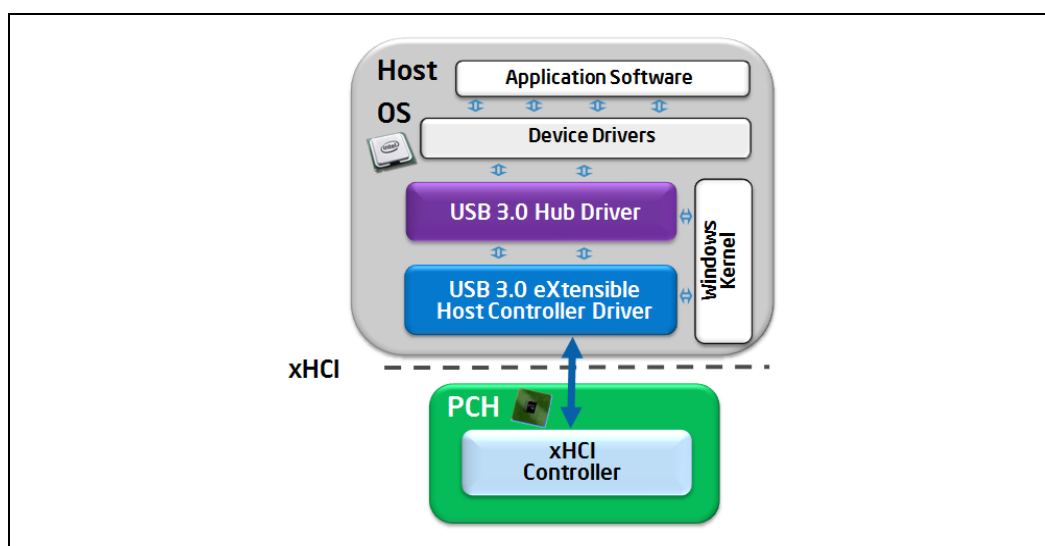 Host
OS
Application Software
Device Drivers
intel
USB 3.0 Hub Driver
USB 3.0 eXtensible
Host Controller Driver
Windows
Kernel
xHCI
PCH
xHCI
Controller